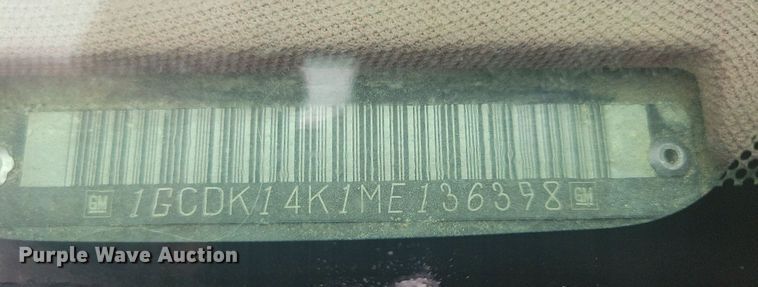 GM 1GCDK14K1ME136398 GM
Purple Wave Auction